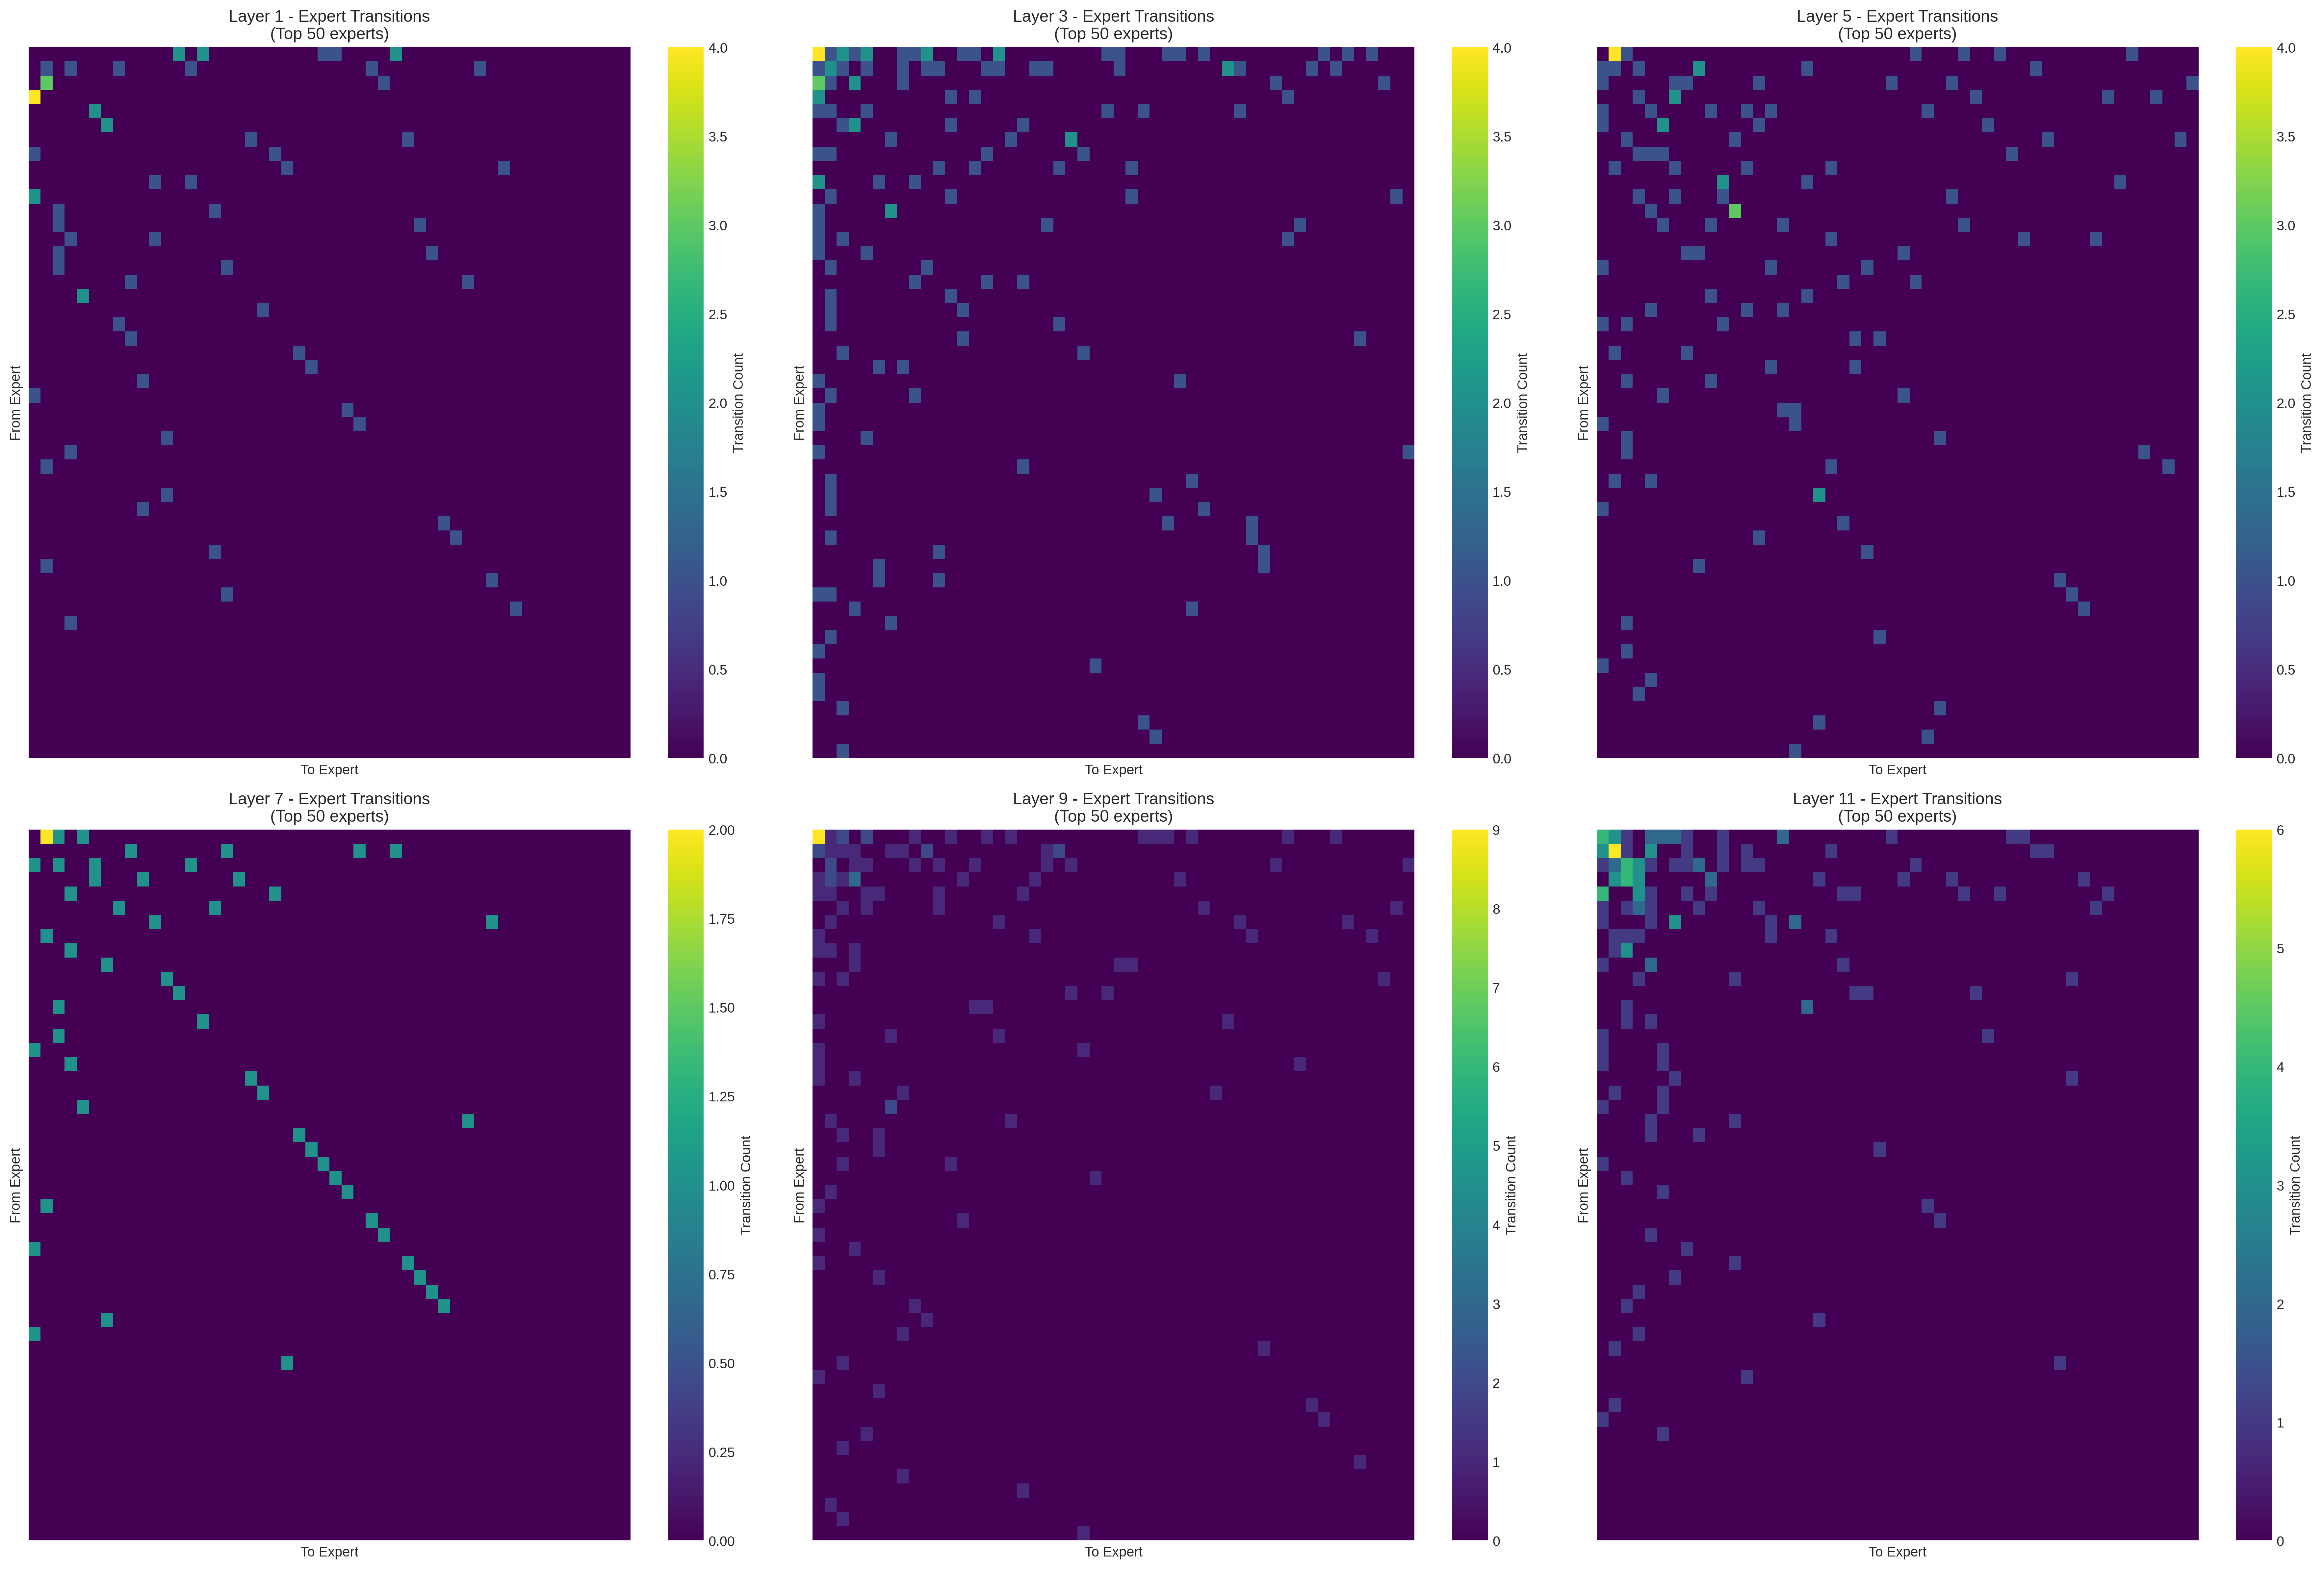 Layer 1 - Expert Transitions
(Top 50 experts)
From Expert
To Expert
4.0
3.5
3.0
2.5
2.0
1.5
1.0
0.5
0.0
Transition Count
Layer 3 - Expert Transitions
(Top 50 experts)
From Expert
To Expert
4.0
3.5
3.0
2.5
2.0
1.5
1.0
0.5
0.0
Transition Count
Layer 5 - Expert Transitions
(Top 50 experts)
From Expert
To Expert
4.0
3.5
3.0
2.5
2.0
1.5
1.0
0.5
0.0
Transition Count
Layer 7 - Expert Transitions
(Top 50 experts)
From Expert
To Expert
2.00
1.75
1.50
1.25
1.00
0.75
0.50
0.25
0.00
Transition Count
Layer 9 - Expert Transitions
(Top 50 experts)
From Expert
To Expert
9
8
7
6
5
4
3
2
1
0
Transition Count
Layer 11 - Expert Transitions
(Top 50 experts)
From Expert
To Expert
6
5
4
3
2
1
0
Transition Count